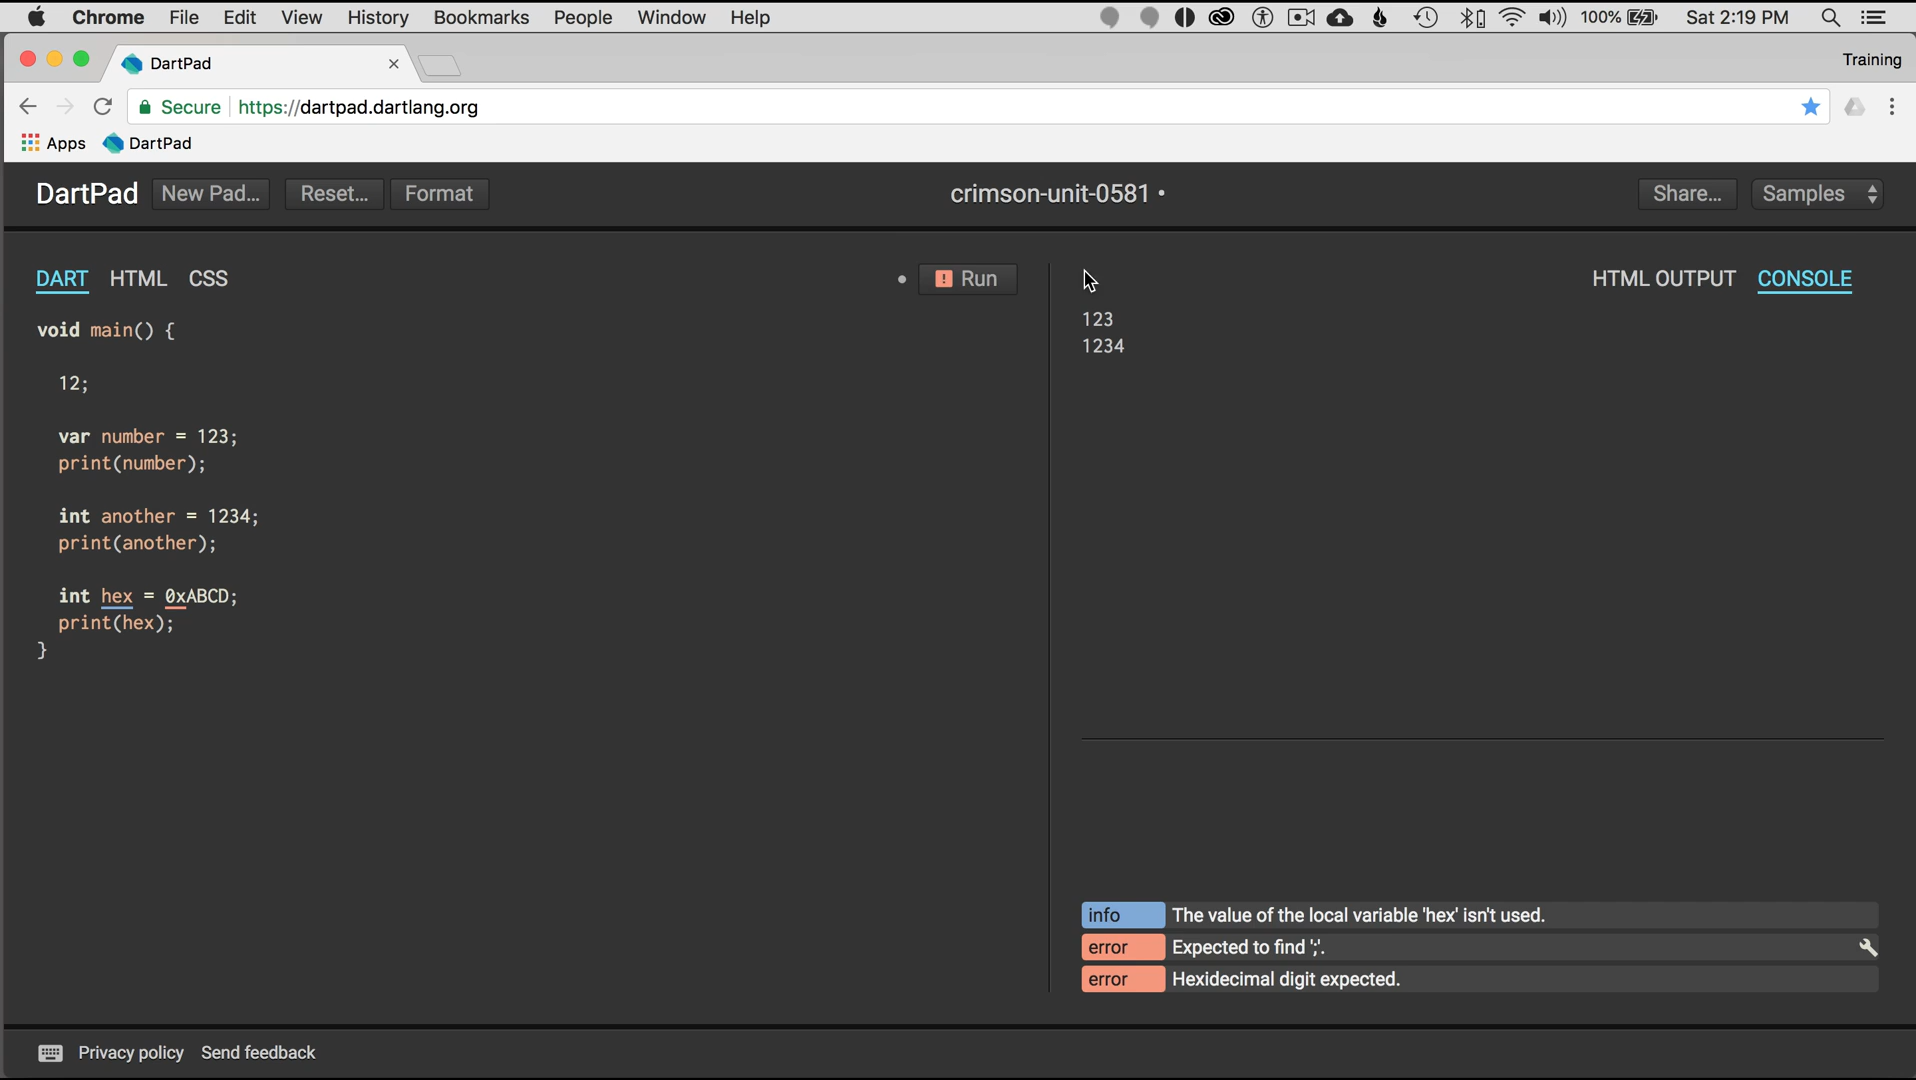 Chrome File Edit View History Bookmarks People Window Help 100% Sat 2:19 PM
DartPad Training
Secure https://dartpad.dartlang.org
Apps DartPad
DartPad New Pad... Reset... Format crimson-unit-0581 • Share... Samples
DART HTML CSS Run HTML OUTPUT CONSOLE
void main() {
12;
var number = 123;
print(number);
int another = 1234;
print(another);
int hex = 0xABCD;
print(hex);
}
123
1234
info The value of the local variable 'hex' isn't used.
error Expected to find ';'.
error Hexidecimal digit expected.
Privacy policy Send feedback